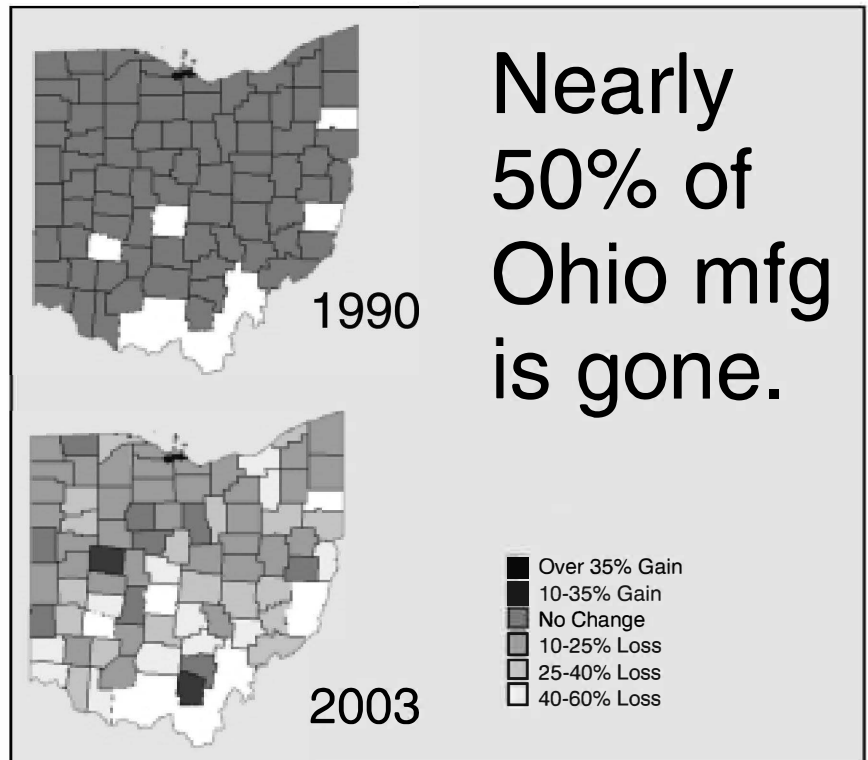 Nearly
50% of
Ohio mfg
is gone.
1990
2003
Over 35% Gain
10-35% Gain
No Change
10-25% Loss
25-40% Loss
40-60% Loss